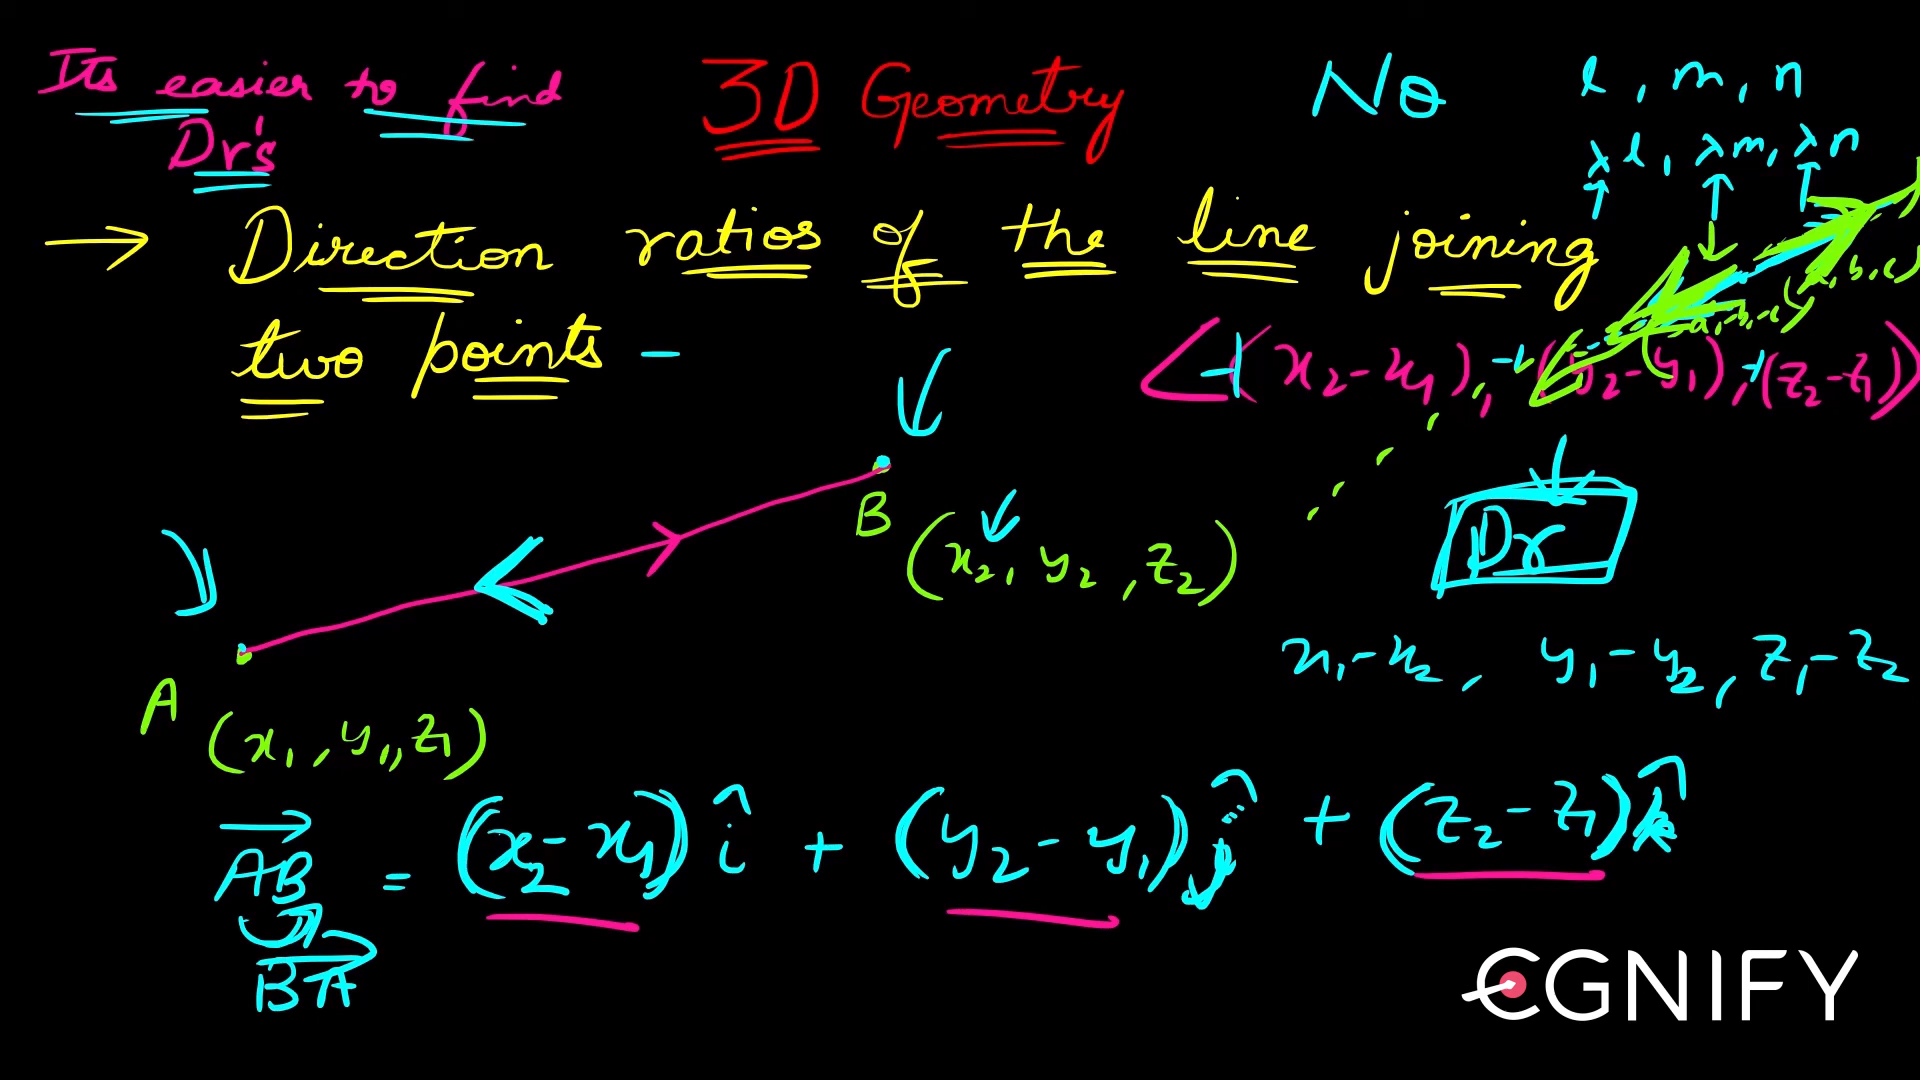 Its easier to find
Dr's
3D Geometry
No
l, m, n
λl, λm, λn
→ Direction ratios of the line joining
two points –
(a, b, c)
-a, -b, -c
<(x₂-x₁), (y₂-y₁), (z₂-z₁)>
B (x₂, y₂, z₂)
Dr
x₁-x₂, y₁-y₂, z₁-z₂
A (x₁, y₁, z₁)
AB = (x₂-x₁)î + (y₂-y₁)ĵ + (z₂-z₁)k̂
BA
EGNIFY